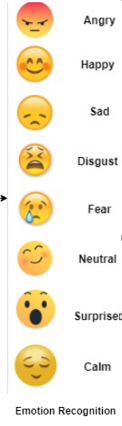 Angry
Happy
Sad
Disgust
Fear
Neutral
Surprised
Calm
Emotion Recognition